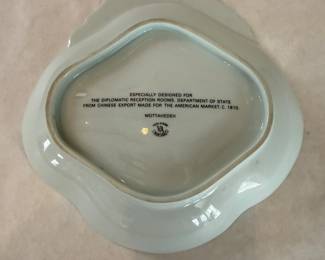 ESPECIALLY DESIGNED FOR
THE DIPLOMATIC RECEPTION ROOMS, DEPARTMENT OF STATE
FROM CHINESE EXPORT MADE FOR THE AMERICAN MARKET C. 1810
MOTTAHEDEH